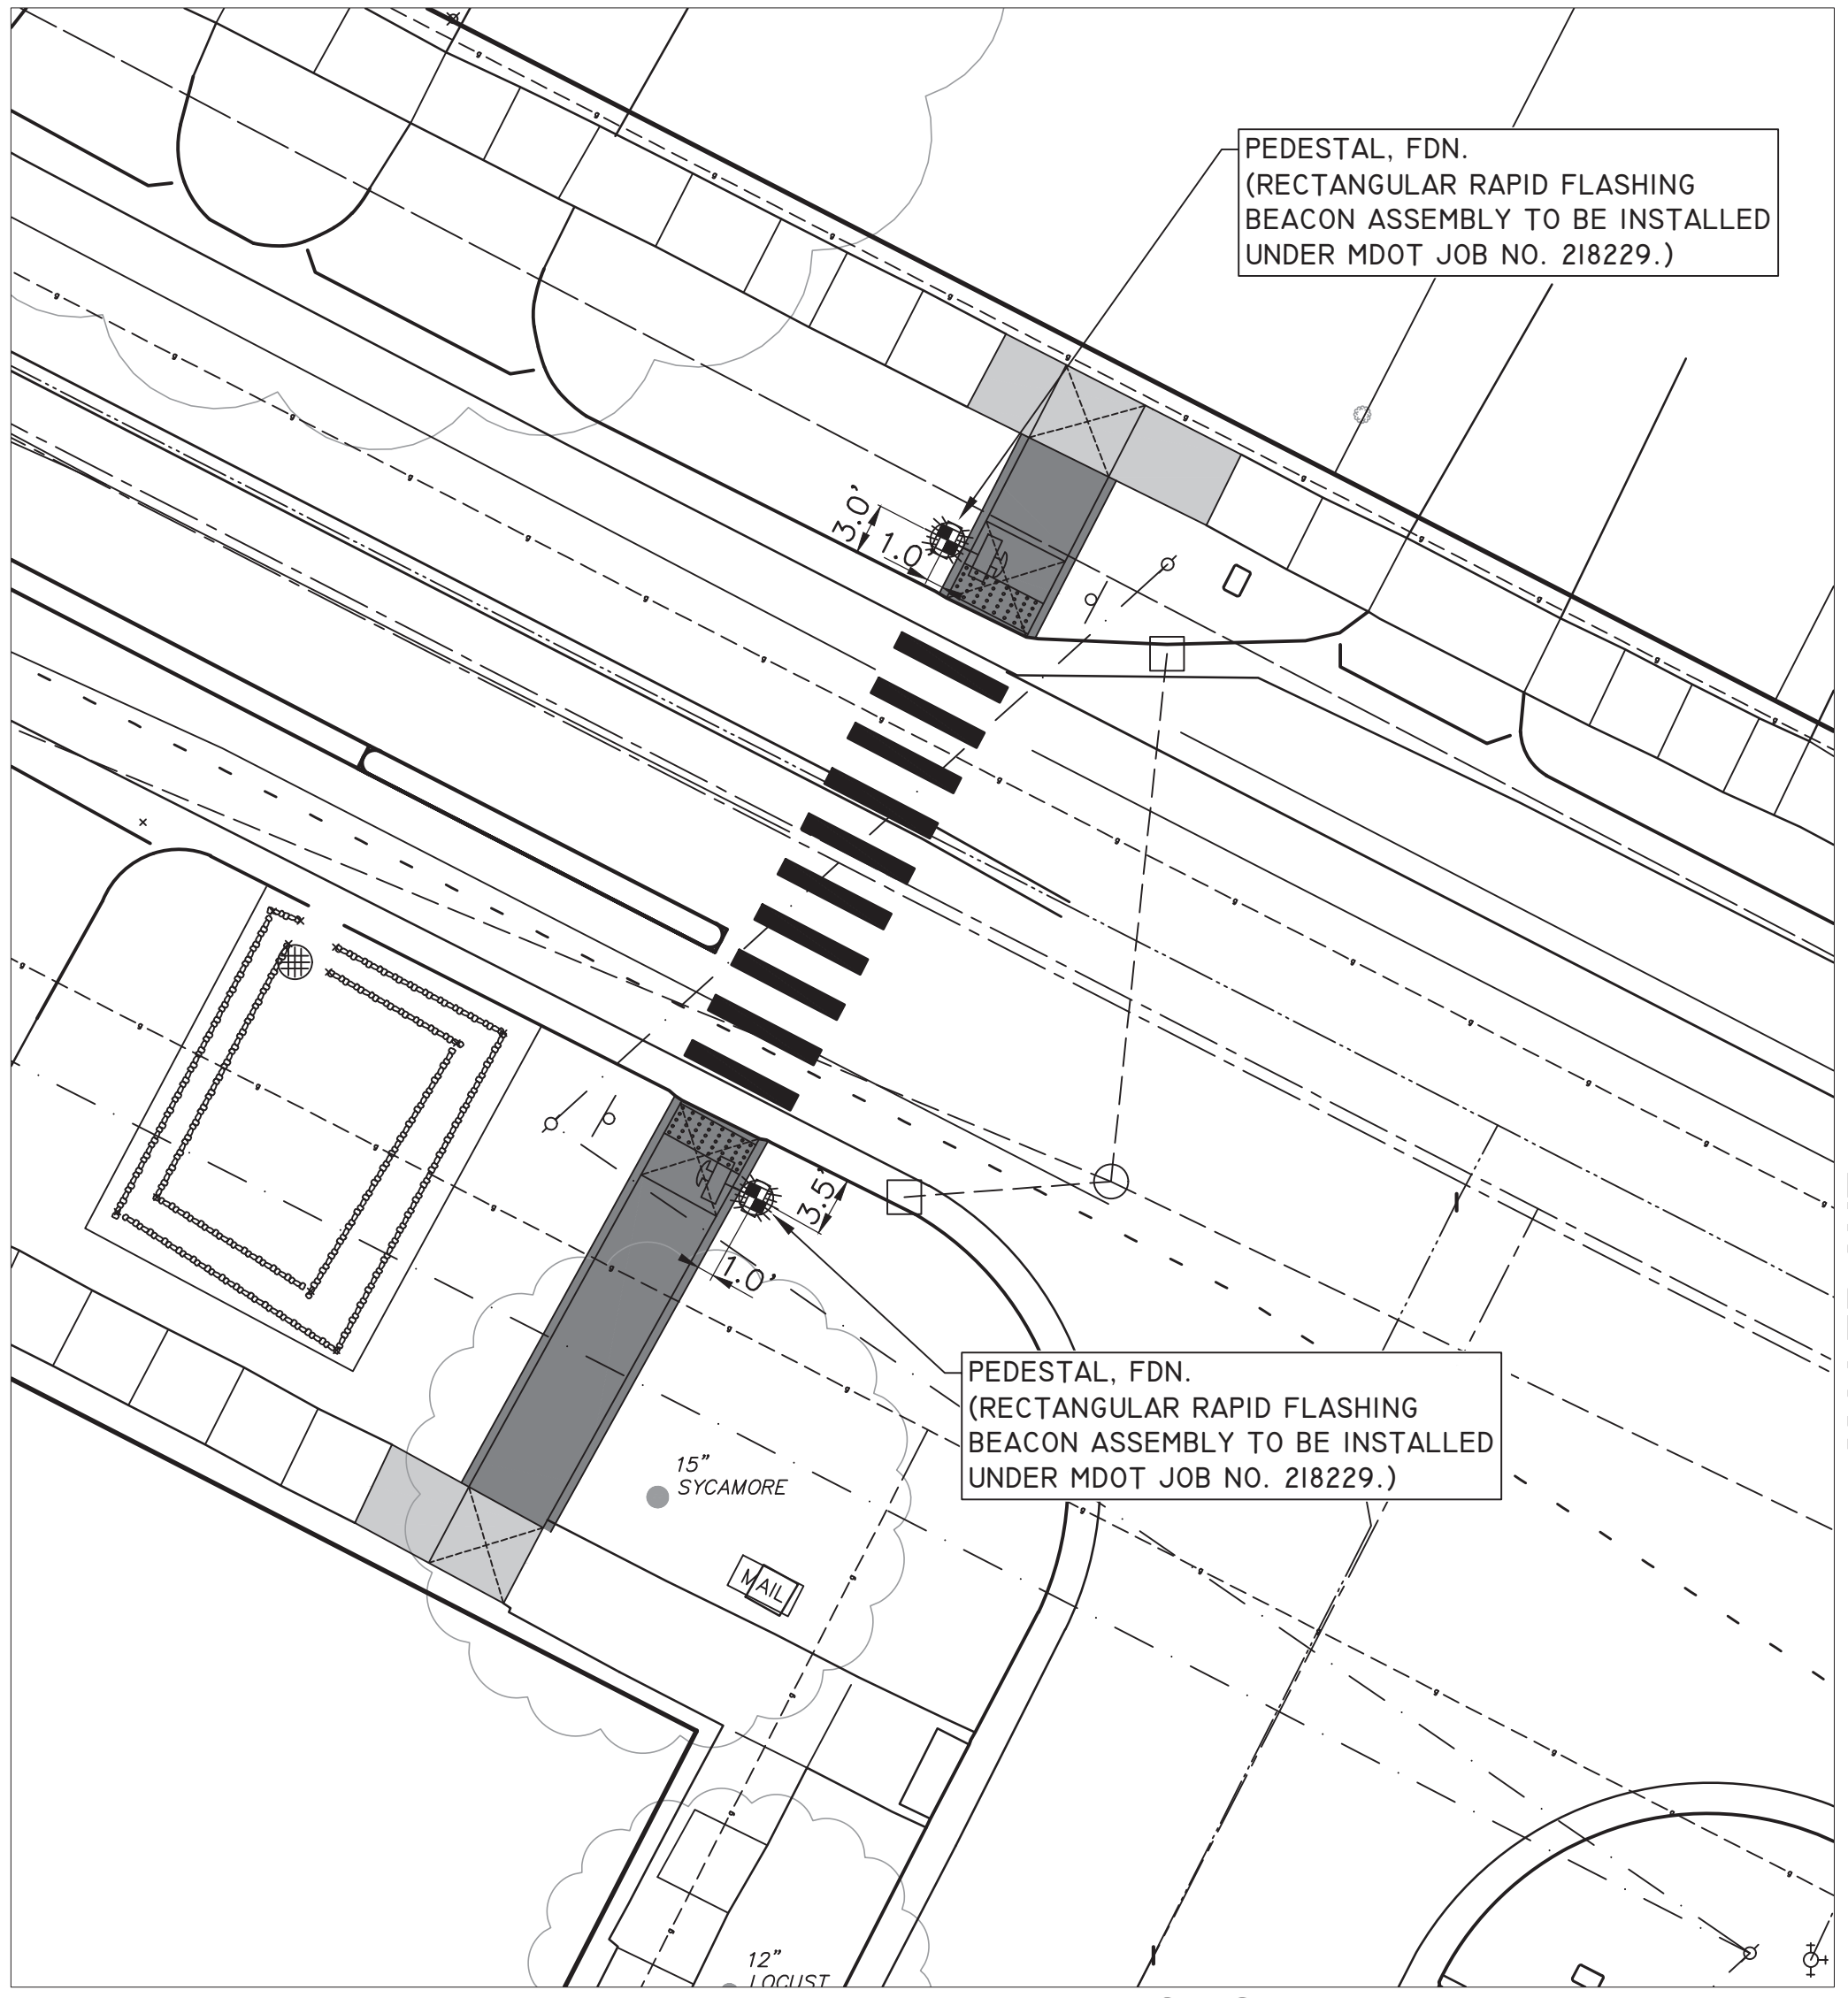 PEDESTAL, FDN.
(RECTANGULAR RAPID FLASHING
BEACON ASSEMBLY TO BE INSTALLED
UNDER MDOT JOB NO. 218229.)
3.0'
1.0'
3.5'
1.0'
PEDESTAL, FDN.
(RECTANGULAR RAPID FLASHING
BEACON ASSEMBLY TO BE INSTALLED
UNDER MDOT JOB NO. 218229.)
15"
SYCAMORE
MAIL
12"
LOCUST